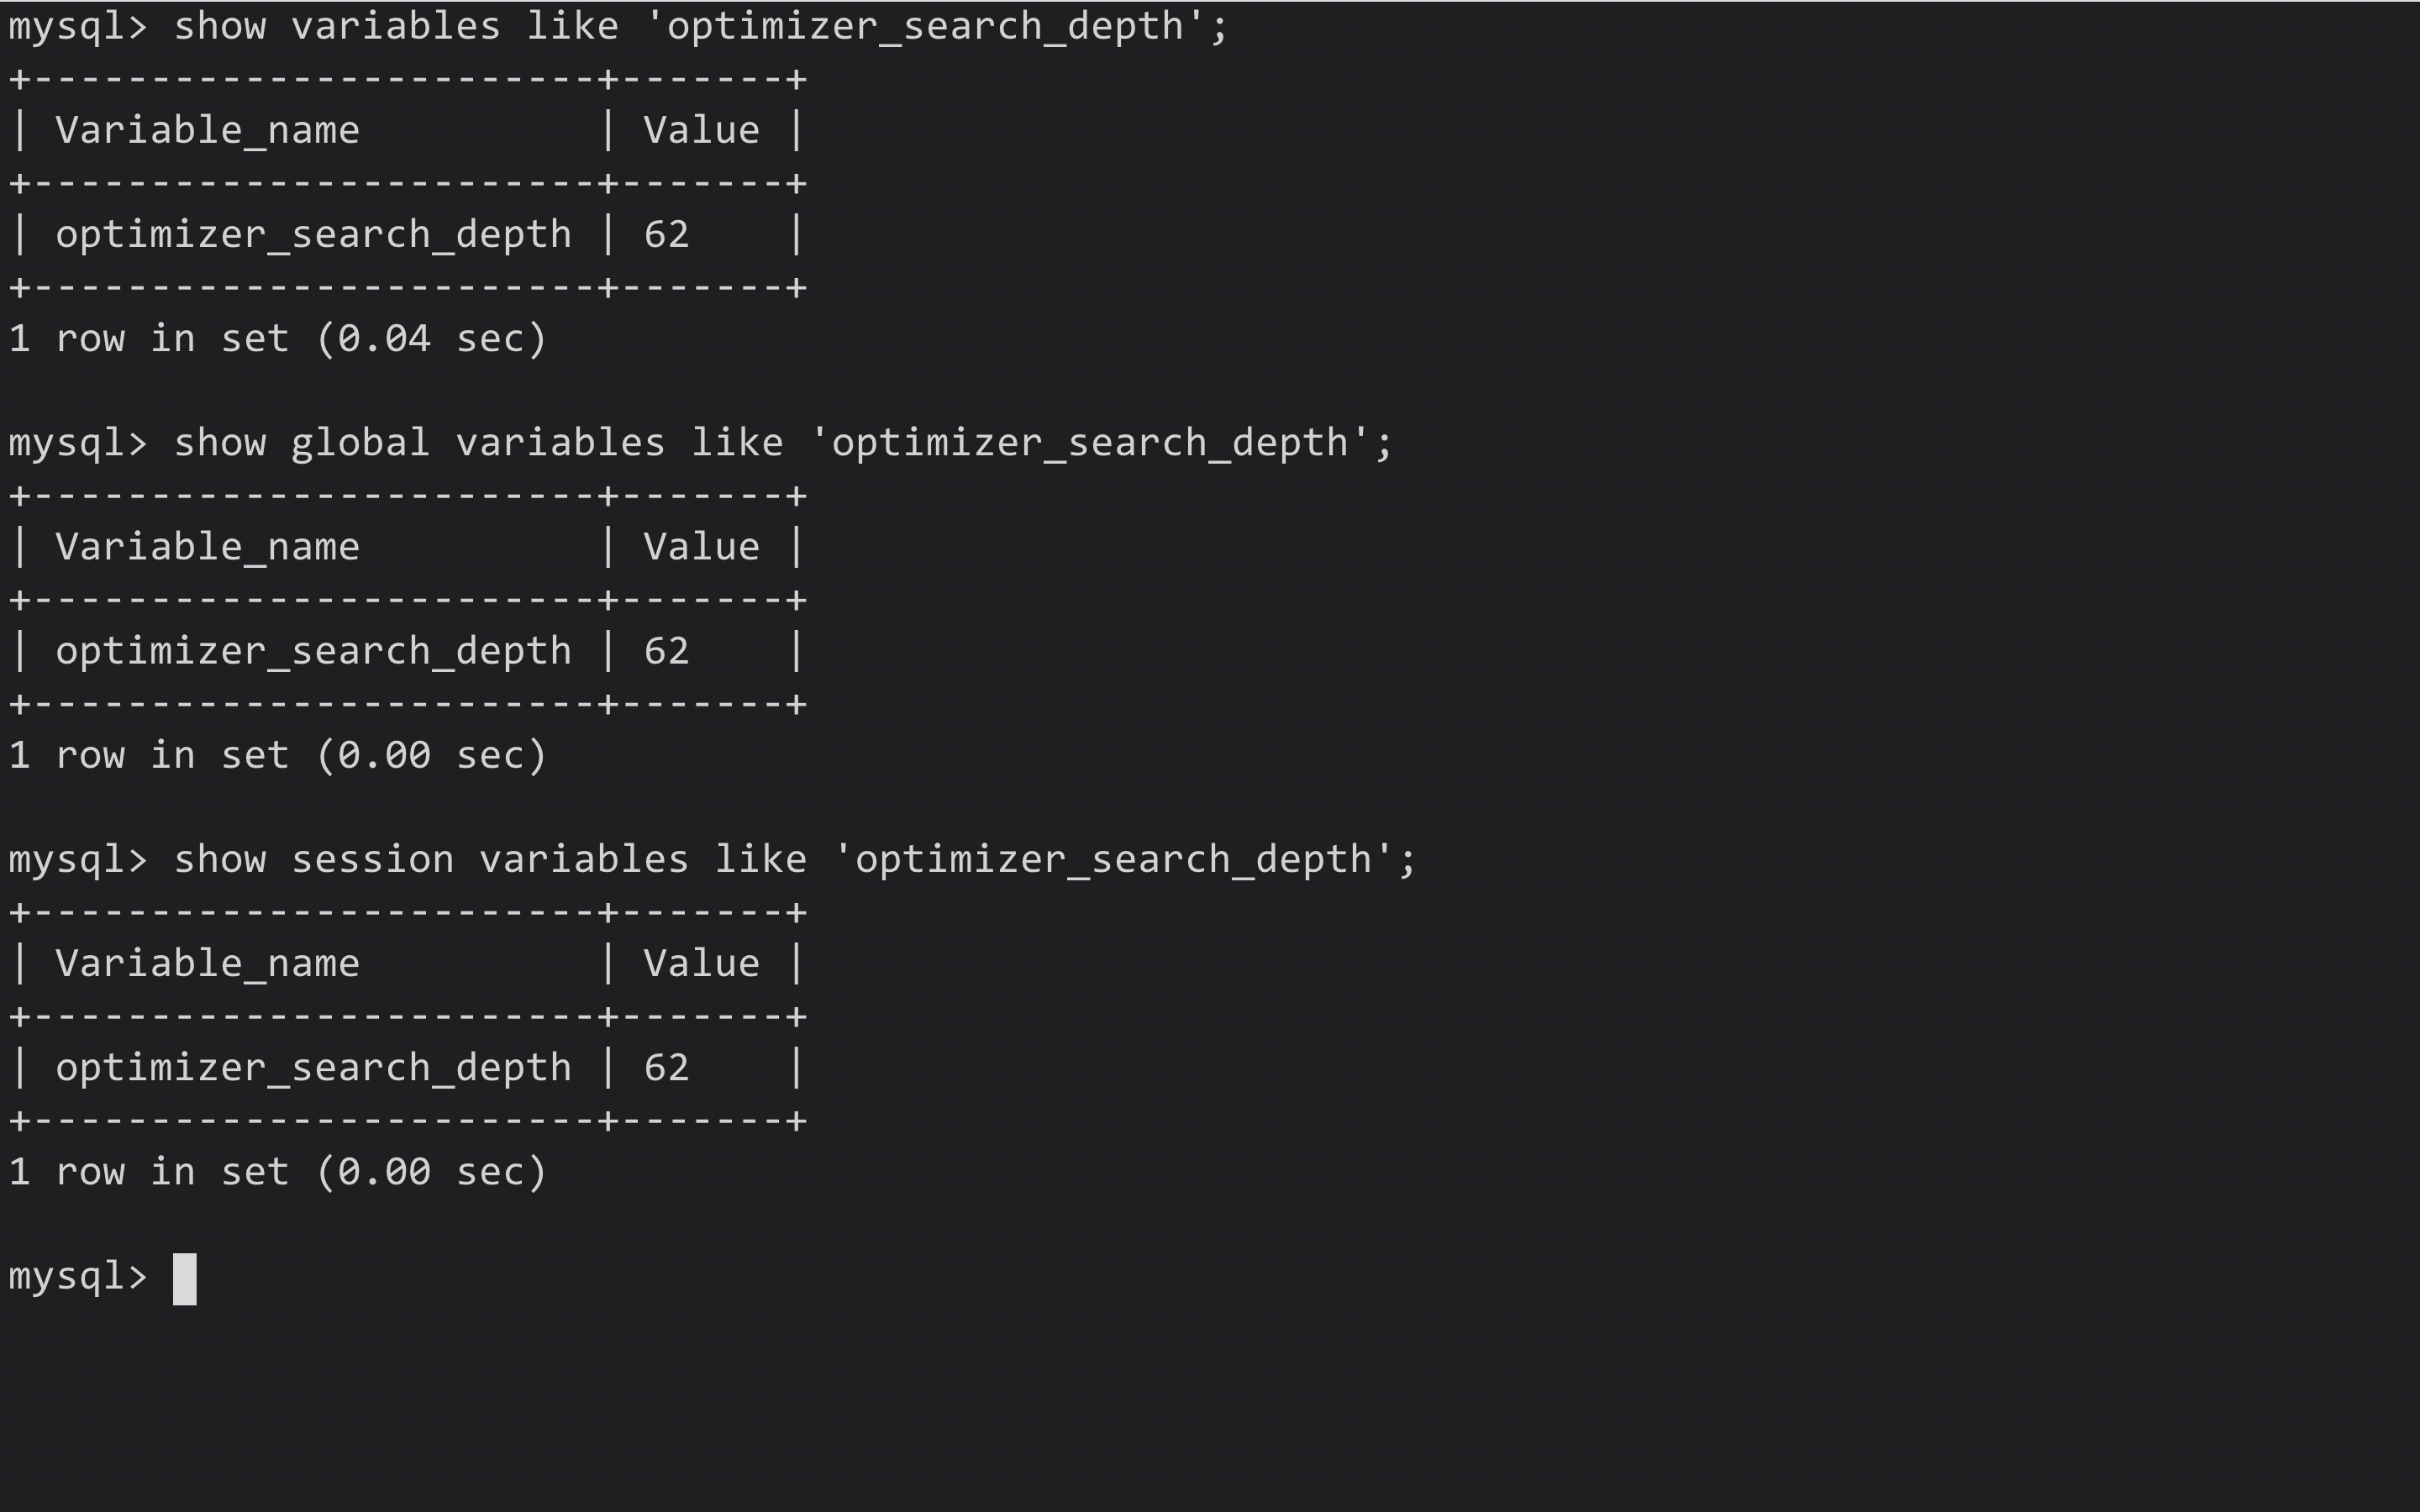 mysql> show variables like 'optimizer_search_depth';
+------------------------+-------+
| Variable_name          | Value |
+------------------------+-------+
| optimizer_search_depth | 62    |
+------------------------+-------+
1 row in set (0.04 sec)

mysql> show global variables like 'optimizer_search_depth';
+------------------------+-------+
| Variable_name          | Value |
+------------------------+-------+
| optimizer_search_depth | 62    |
+------------------------+-------+
1 row in set (0.00 sec)

mysql> show session variables like 'optimizer_search_depth';
+------------------------+-------+
| Variable_name          | Value |
+------------------------+-------+
| optimizer_search_depth | 62    |
+------------------------+-------+
1 row in set (0.00 sec)

mysql>